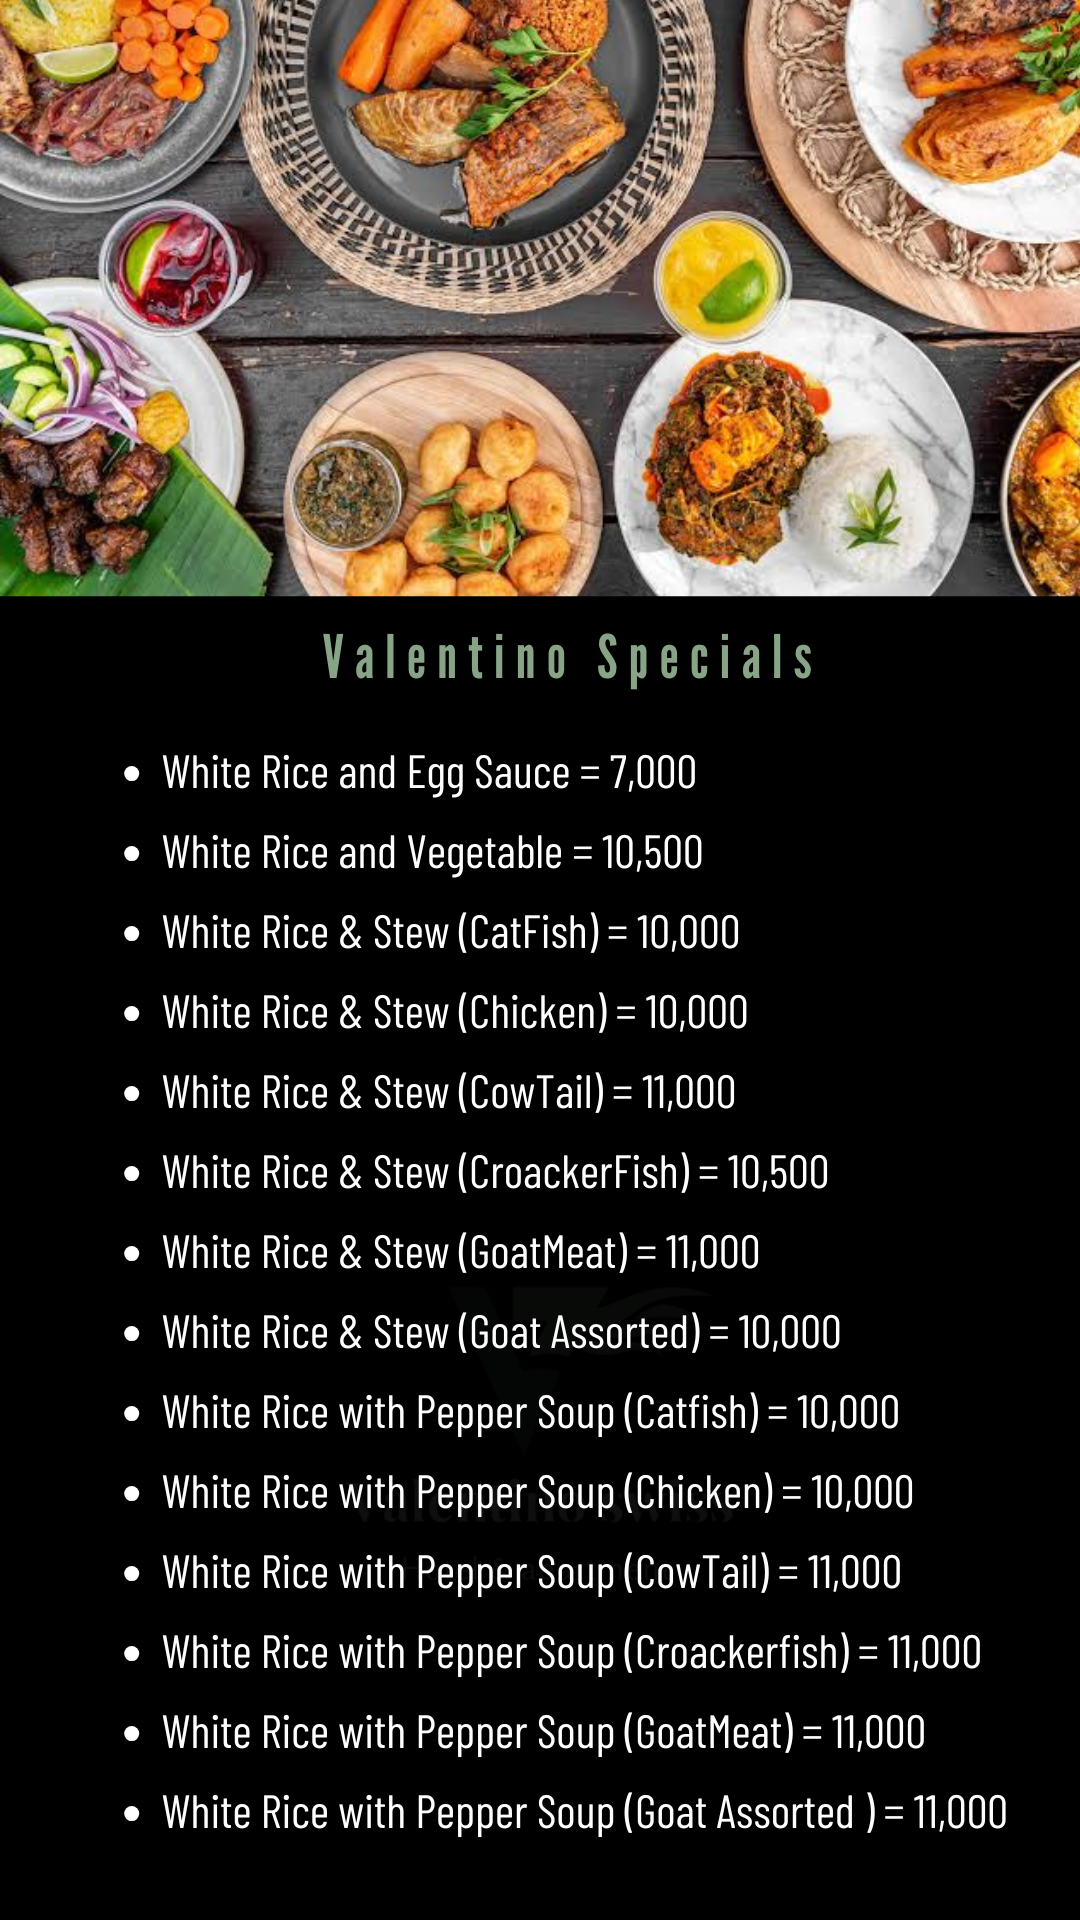 Valentino Specials
• White Rice and Egg Sauce = 7,000
• White Rice and Vegetable = 10,500
• White Rice & Stew (CatFish) = 10,000
• White Rice & Stew (Chicken) = 10,000
• White Rice & Stew (CowTail) = 11,000
• White Rice & Stew (CroackerFish) = 10,500
• White Rice & Stew (GoatMeat) = 11,000
• White Rice & Stew (Goat Assorted) = 10,000
• White Rice with Pepper Soup (Catfish) = 10,000
• White Rice with Pepper Soup (Chicken) = 10,000
Valentino Swiss
• White Rice with Pepper Soup (CowTail) = 11,000
• White Rice with Pepper Soup (Croackerfish) = 11,000
• White Rice with Pepper Soup (GoatMeat) = 11,000
• White Rice with Pepper Soup (Goat Assorted ) = 11,000